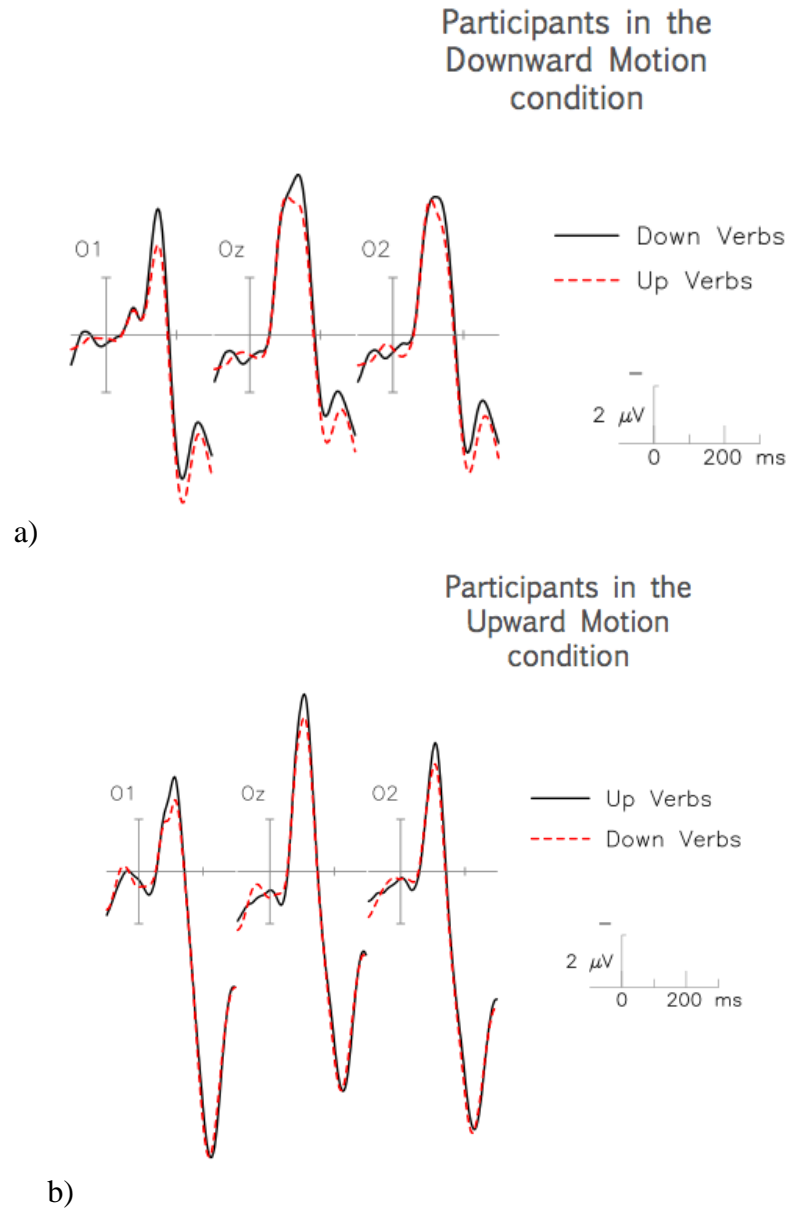 Participants in the
Downward Motion
condition
O1
Oz
O2
Down Verbs
Up Verbs
2 μV
0
200 ms
a)
Participants in the
Upward Motion
condition
O1
Oz
O2
Up Verbs
Down Verbs
2 μV
0
200 ms
b)